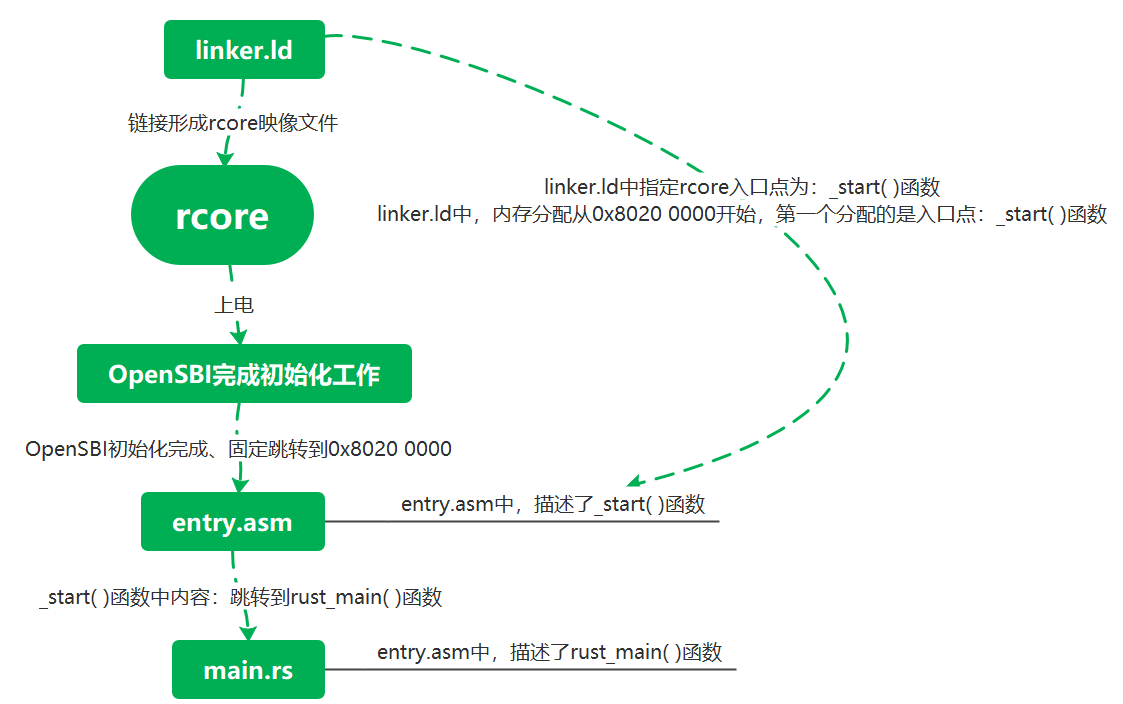 linker.ld
链接形成rcore映像文件
linker.ld中指定rcore入口点为：_start( )函数
linker.ld中，内存分配从0x8020 0000开始，第一个分配的是入口点：_start( )函数
rcore
上电
OpenSBI完成初始化工作
OpenSBI初始化完成、固定跳转到0x8020 0000
entry.asm中，描述了_start( )函数
entry.asm
_start( )函数中内容：跳转到rust_main( )函数
entry.asm中，描述了rust_main( )函数
main.rs